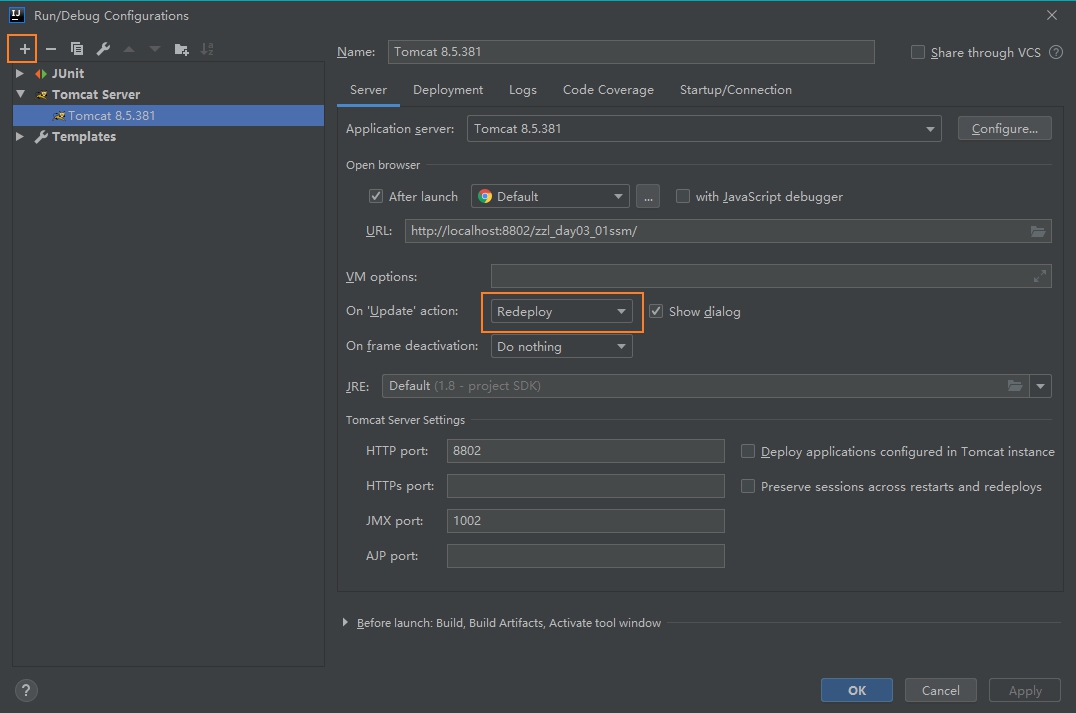 Run/Debug Configurations
Name: Tomcat 8.5.381
Share through VCS ?
JUnit
Tomcat Server
Tomcat 8.5.381
Templates
Server Deployment Logs Code Coverage Startup/Connection
Application server: Tomcat 8.5.381 Configure...
Open browser
After launch Default ... with JavaScript debugger
URL: http://localhost:8802/zzl_day03_01ssm/
VM options:
On 'Update' action: Redeploy Show dialog
On frame deactivation: Do nothing
JRE: Default (1.8 - project SDK)
Tomcat Server Settings
HTTP port: 8802 Deploy applications configured in Tomcat instance
HTTPs port: Preserve sessions across restarts and redeploys
JMX port: 1002
AJP port:
Before launch: Build, Build Artifacts, Activate tool window
? OK Cancel Apply